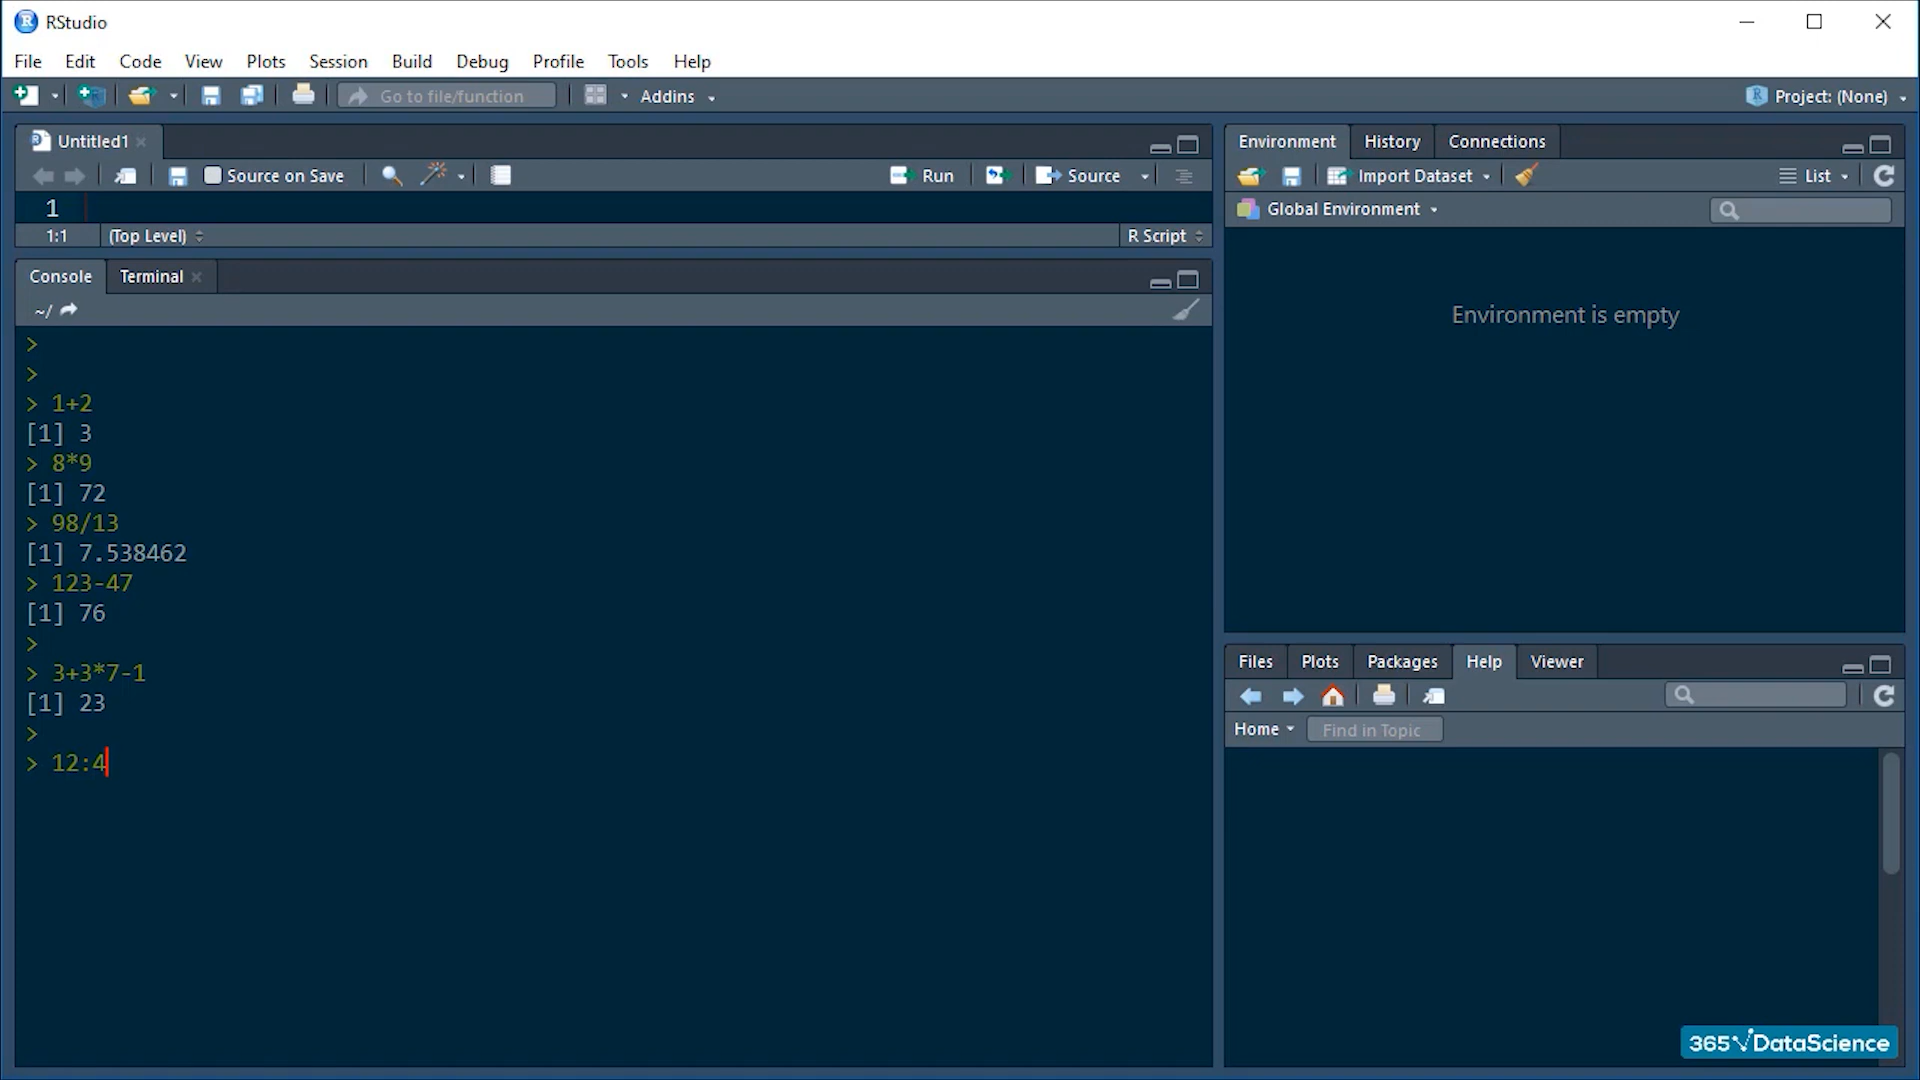 RStudio
File Edit Code View Plots Session Build Debug Profile Tools Help
Go to file/function Addins Project: (None)
Untitled1
Source on Save Run Source
1
1:1 (Top Level) R Script
Console Terminal
~/
>
>
> 1+2
[1] 3
> 8*9
[1] 72
> 98/13
[1] 7.538462
> 123-47
[1] 76
>
> 3+3*7-1
[1] 23
>
> 12:4
Environment History Connections
Import Dataset List
Global Environment
Environment is empty
Files Plots Packages Help Viewer
Home Find in Topic
365 DataScience